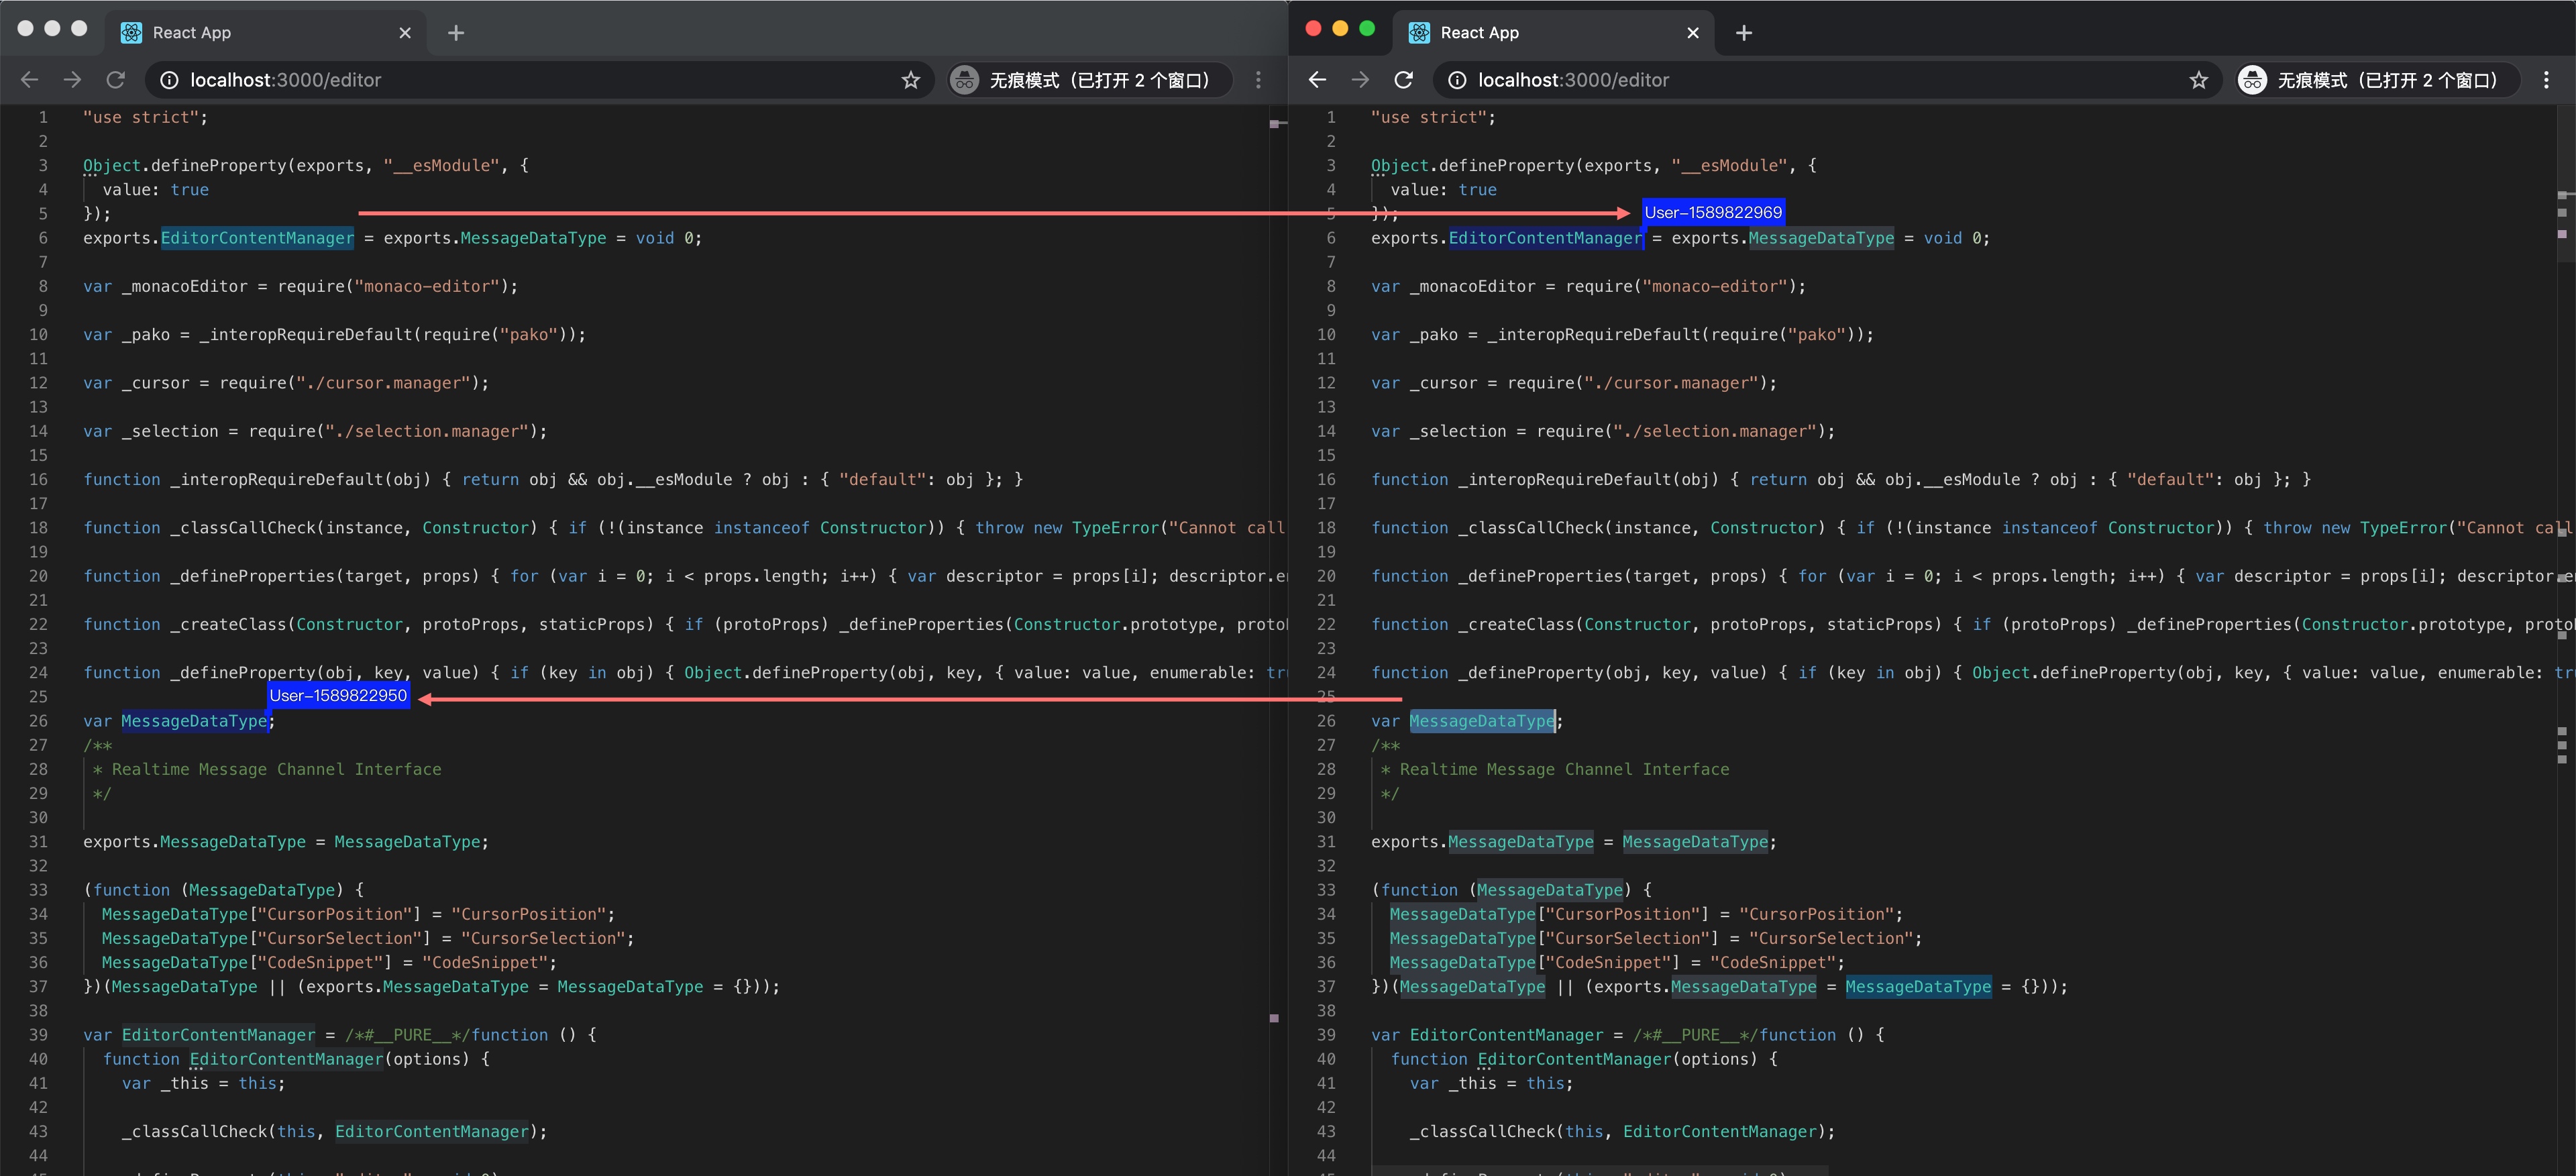 React App
localhost:3000/editor
无痕模式（已打开 2 个窗口）
1 "use strict";
2
3 Object.defineProperty(exports, "__esModule", {
4 value: true
5 });
6 exports.EditorContentManager = exports.MessageDataType = void 0;
7
8 var _monacoEditor = require("monaco-editor");
9
10 var _pako = _interopRequireDefault(require("pako"));
11
12 var _cursor = require("./cursor.manager");
13
14 var _selection = require("./selection.manager");
15
16 function _interopRequireDefault(obj) { return obj && obj.__esModule ? obj : { "default": obj }; }
17
18 function _classCallCheck(instance, Constructor) { if (!(instance instanceof Constructor)) { throw new TypeError("Cannot call
19
20 function _defineProperties(target, props) { for (var i = 0; i < props.length; i++) { var descriptor = props[i]; descriptor.e
21
22 function _createClass(Constructor, protoProps, staticProps) { if (protoProps) _defineProperties(Constructor.prototype, proto
23
24 function _defineProperty(obj, key, value) { if (key in obj) { Object.defineProperty(obj, key, { value: value, enumerable: tr
25 User-1589822950
26 var MessageDataType;
27 /**
28 * Realtime Message Channel Interface
29 */
30
31 exports.MessageDataType = MessageDataType;
32
33 (function (MessageDataType) {
34 MessageDataType["CursorPosition"] = "CursorPosition";
35 MessageDataType["CursorSelection"] = "CursorSelection";
36 MessageDataType["CodeSnippet"] = "CodeSnippet";
37 })(MessageDataType || (exports.MessageDataType = MessageDataType = {}));
38
39 var EditorContentManager = /*#__PURE__*/function () {
40 function EditorContentManager(options) {
41 var _this = this;
42
43 _classCallCheck(this, EditorContentManager);
44
React App
localhost:3000/editor
无痕模式（已打开 2 个窗口）
1 "use strict";
2
3 Object.defineProperty(exports, "__esModule", {
4 value: true
5 }); User-1589822969
6 exports.EditorContentManager = exports.MessageDataType = void 0;
7
8 var _monacoEditor = require("monaco-editor");
9
10 var _pako = _interopRequireDefault(require("pako"));
11
12 var _cursor = require("./cursor.manager");
13
14 var _selection = require("./selection.manager");
15
16 function _interopRequireDefault(obj) { return obj && obj.__esModule ? obj : { "default": obj }; }
17
18 function _classCallCheck(instance, Constructor) { if (!(instance instanceof Constructor)) { throw new TypeError("Cannot call
19
20 function _defineProperties(target, props) { for (var i = 0; i < props.length; i++) { var descriptor = props[i]; descriptor.e
21
22 function _createClass(Constructor, protoProps, staticProps) { if (protoProps) _defineProperties(Constructor.prototype, proto
23
24 function _defineProperty(obj, key, value) { if (key in obj) { Object.defineProperty(obj, key, { value: value, enumerable: tr
25
26 var MessageDataType;
27 /**
28 * Realtime Message Channel Interface
29 */
30
31 exports.MessageDataType = MessageDataType;
32
33 (function (MessageDataType) {
34 MessageDataType["CursorPosition"] = "CursorPosition";
35 MessageDataType["CursorSelection"] = "CursorSelection";
36 MessageDataType["CodeSnippet"] = "CodeSnippet";
37 })(MessageDataType || (exports.MessageDataType = MessageDataType = {}));
38
39 var EditorContentManager = /*#__PURE__*/function () {
40 function EditorContentManager(options) {
41 var _this = this;
42
43 _classCallCheck(this, EditorContentManager);
44